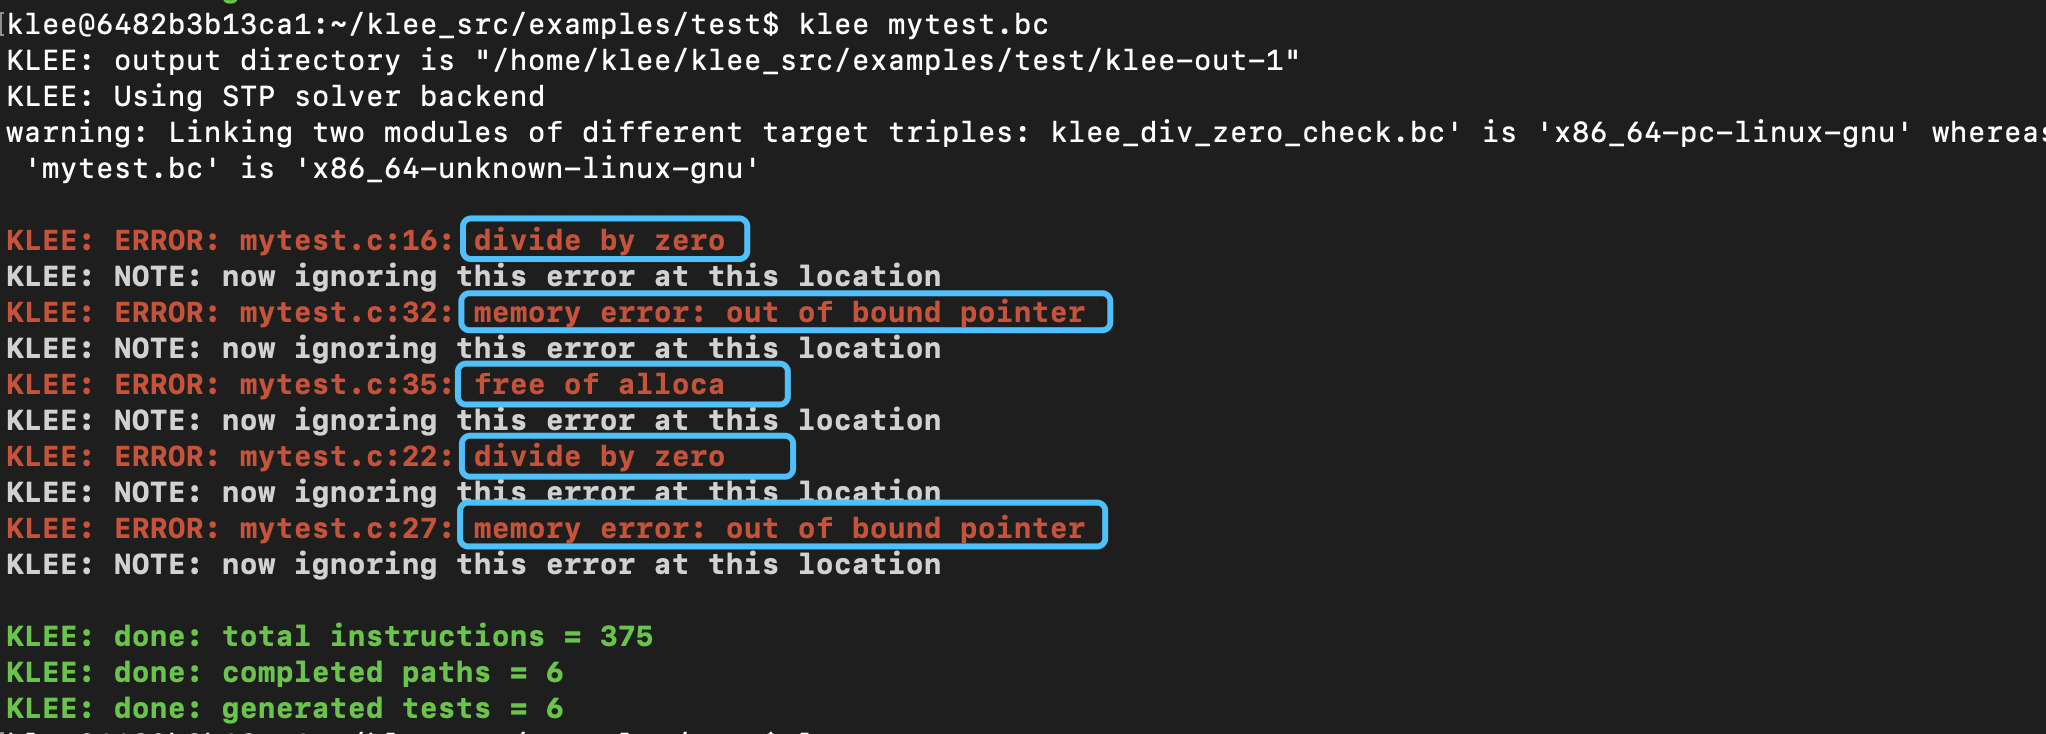 klee@6482b3b13ca1:~/klee_src/examples/test$ klee mytest.bc
KLEE: output directory is "/home/klee/klee_src/examples/test/klee-out-1"
KLEE: Using STP solver backend
warning: Linking two modules of different target triples: klee_div_zero_check.bc' is 'x86_64-pc-linux-gnu' whereas
'mytest.bc' is 'x86_64-unknown-linux-gnu'
KLEE: ERROR: mytest.c:16: divide by zero
KLEE: NOTE: now ignoring this error at this location
KLEE: ERROR: mytest.c:32: memory error: out of bound pointer
KLEE: NOTE: now ignoring this error at this location
KLEE: ERROR: mytest.c:35: free of alloca
KLEE: NOTE: now ignoring this error at this location
KLEE: ERROR: mytest.c:22: divide by zero
KLEE: NOTE: now ignoring this error at this location
KLEE: ERROR: mytest.c:27: memory error: out of bound pointer
KLEE: NOTE: now ignoring this error at this location
KLEE: done: total instructions = 375
KLEE: done: completed paths = 6
KLEE: done: generated tests = 6